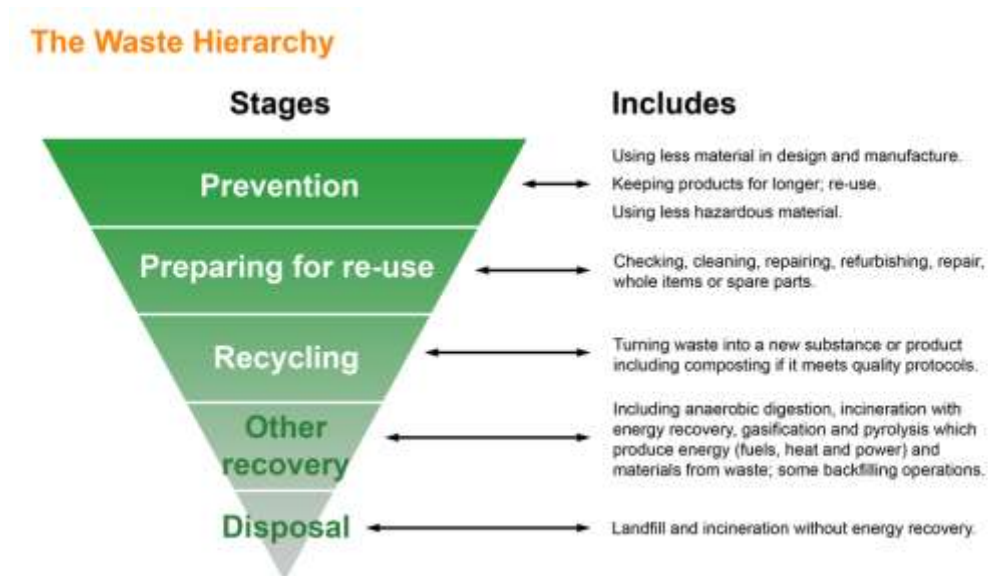 The Waste Hierarchy
Stages
Includes
Prevention
Using less material in design and manufacture.
Keeping products for longer; re-use.
Using less hazardous material.
Preparing for re-use
Checking, cleaning, repairing, refurbishing, repair,
whole items or spare parts.
Recycling
Turning waste into a new substance or product
including composting if it meets quality protocols.
Other
recovery
Including anaerobic digestion, incineration with
energy recovery, gasification and pyrolysis which
produce energy (fuels, heat and power) and
materials from waste; some backfilling operations.
Disposal
Landfill and incineration without energy recovery.